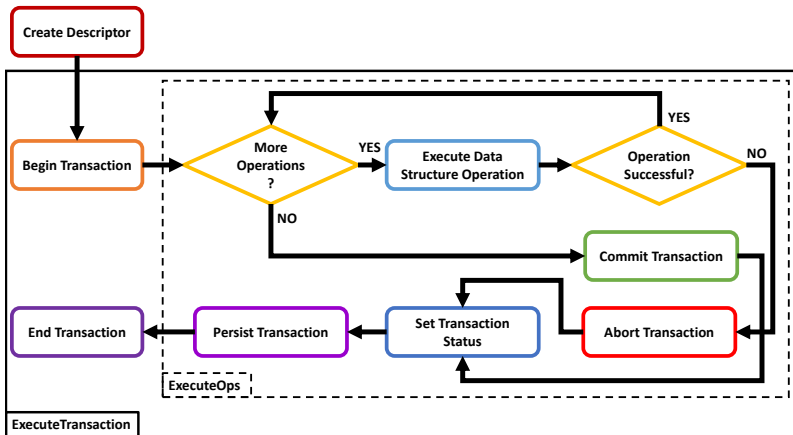 Create Descriptor
Begin Transaction
More
Operations
?
YES
Execute Data
Structure Operation
Operation
Successful?
YES
NO
NO
Commit Transaction
End Transaction
Persist Transaction
Set Transaction
Status
Abort Transaction
ExecuteOps
ExecuteTransaction